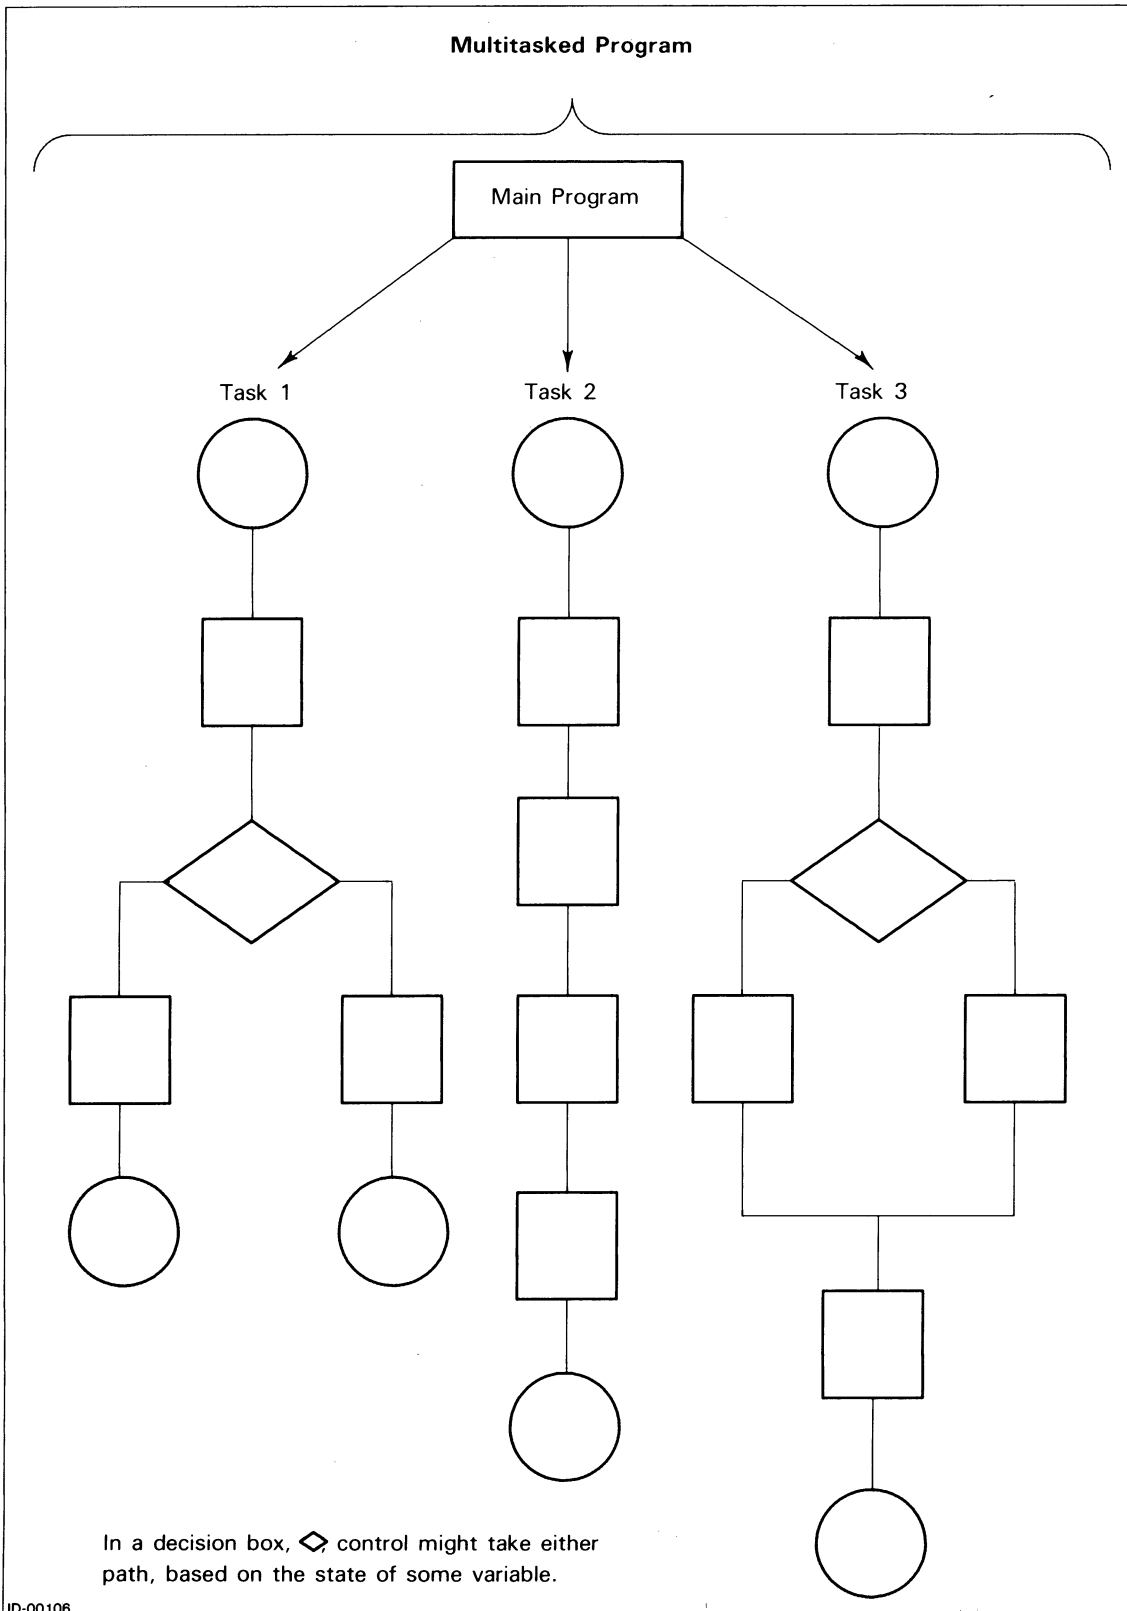 Multitasked Program
Main Program
Task 1
Task 2
Task 3
In a decision box, , control might take either
path, based on the state of some variable.
ID-00106